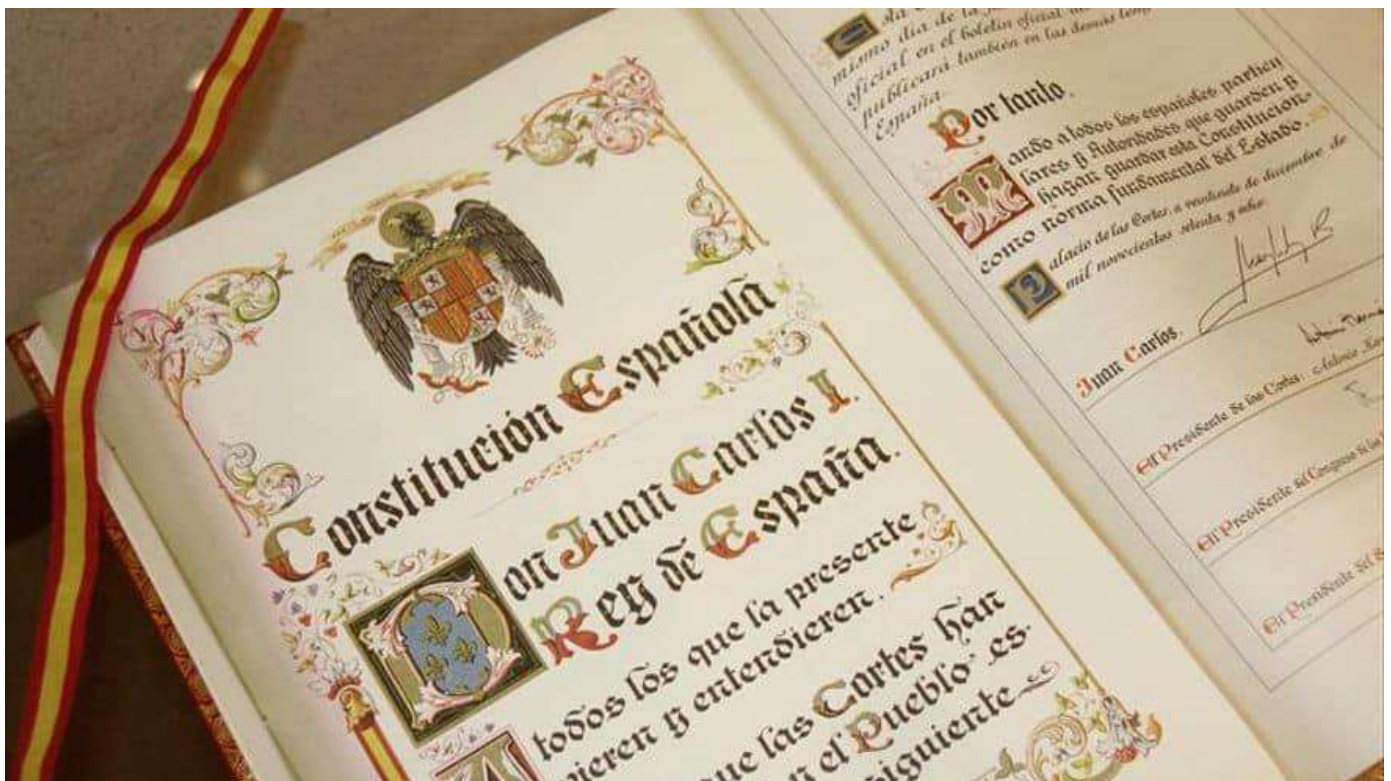 Constitución Española
Don Juan Carlos I.
Rey de España.
A todos los que la presente
vieren y entendieren.
que las Cortes han
el Pueblo es-
siguiente
mismo dia de la
oficial en el boletin oficial
publicará también en las demás
España.
Por tanto.
Mando a todos los españoles particu
lares y Autoridades que guarden y
hagan guardar esta Constitución
como norma fundamental del Estado.
Palacio de las Cortes, a veintisiete de diciembre de
mil novecientos setenta y ocho.
Juan Carlos.
El Presidente de las Cortes:
El Presidente del Congreso de los
El Presidente del